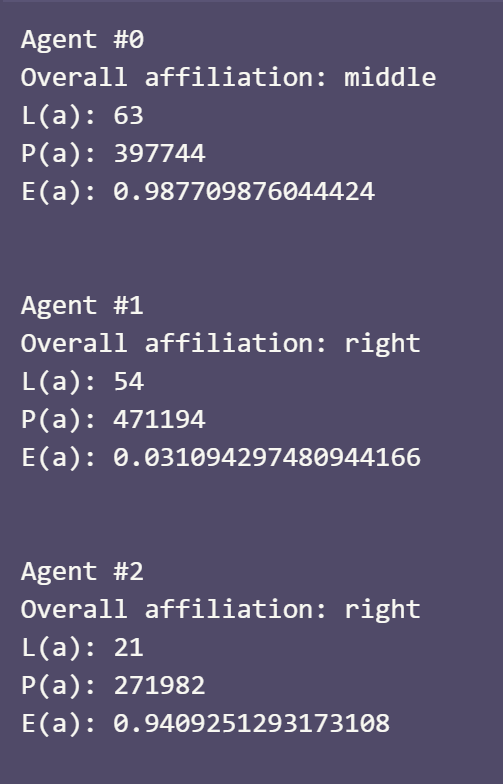 Agent #0
Overall affiliation: middle
L(a): 63
P(a): 397744
E(a): 0.987709876044424
Agent #1
Overall affiliation: right
L(a): 54
P(a): 471194
E(a): 0.031094297480944166
Agent #2
Overall affiliation: right
L(a): 21
P(a): 271982
E(a): 0.9409251293173108